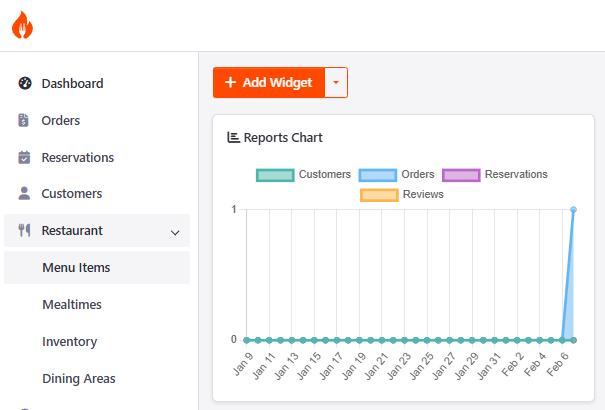 Dashboard
Orders
Reservations
Customers
Restaurant
Menu Items
Mealtimes
Inventory
Dining Areas
+ Add Widget
Reports Chart
Customers Orders Reservations
Reviews
1
0
Jan 9 Jan 11 Jan 13 Jan 15 Jan 17 Jan 19 Jan 21 Jan 23 Jan 25 Jan 27 Jan 29 Jan 31 Feb 2 Feb 4 Feb 6